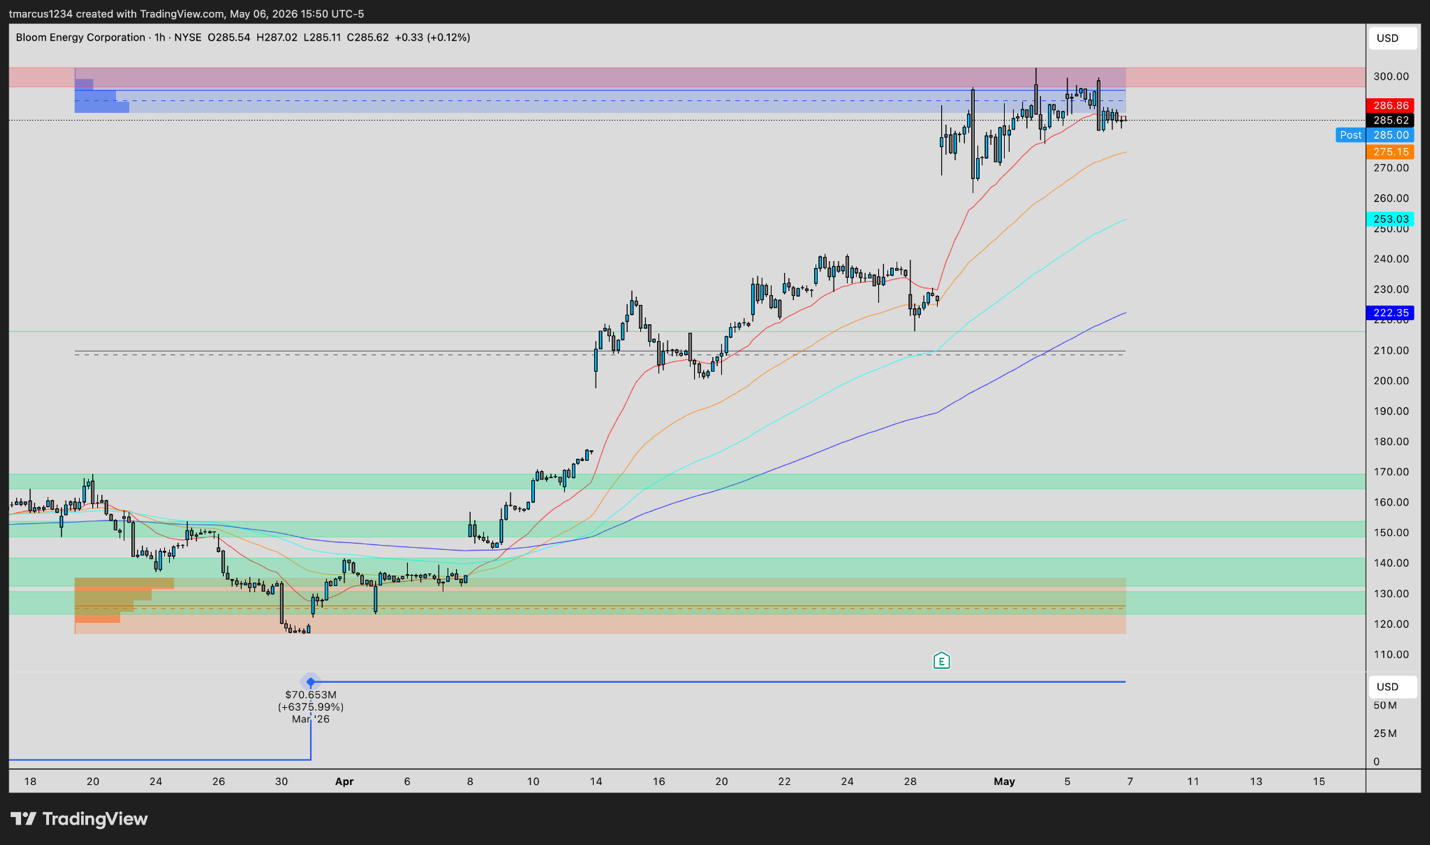 tmarcus1234 created with TradingView.com, May 06, 2026 15:50 UTC-5
Bloom Energy Corporation · 1h · NYSE O285.54 H287.02 L285.11 C285.62 +0.33 (+0.12%)
USD
300.00
286.86
285.62
Post 285.00
275.15
270.00
260.00
253.03
250.00
240.00
230.00
222.35
220.00
210.00
200.00
190.00
180.00
170.00
160.00
150.00
140.00
130.00
120.00
110.00
E
USD
$70.653M
(+6375.99%)
Mar '26
50 M
25 M
0
18 20 24 26 30 Apr 6 8 10 14 16 20 22 24 28 May 5 7 11 13 15
TradingView